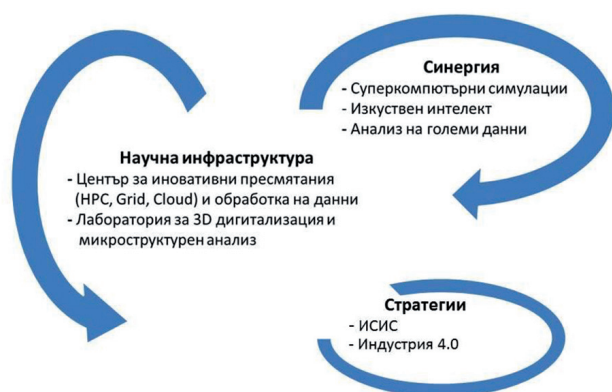 Синергия
- Суперкомпютърни симулации
- Изкуствен интелект
- Анализ на големи данни
Научна инфраструктура
- Център за иновативни пресмятания
(HPC, Grid, Cloud) и обработка на данни
- Лаборатория за 3D дигитализация и
микроструктурен анализ
Стратегии
- ИСИС
- Индустрия 4.0